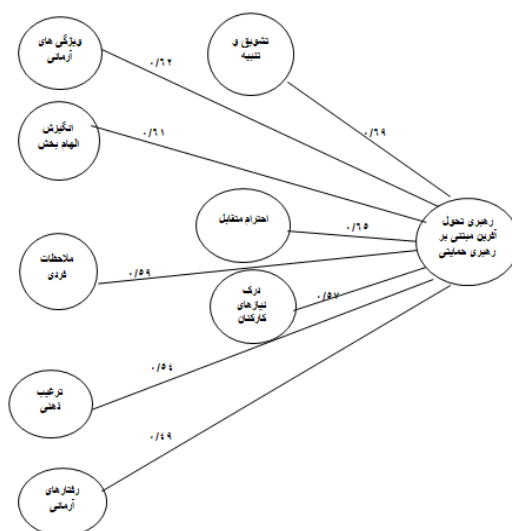 ویژگی های
آرمانی
تشویق و
تنبیه
۰/۶۲
۰/۶۹
انگیزش
الهام بخش
۰/۶۱
احترام متقابل
۰/۶۵
رهبری تحول
آفرین مبتنی بر
رهبری حمایتی
ملاحظات
فردی
۰/۵۹
درک
نیازهای
کارکنان
۰/۵۷
ترغیب
ذهنی
۰/۵٤
۰/٤۹
رفتارهای
آرمانی